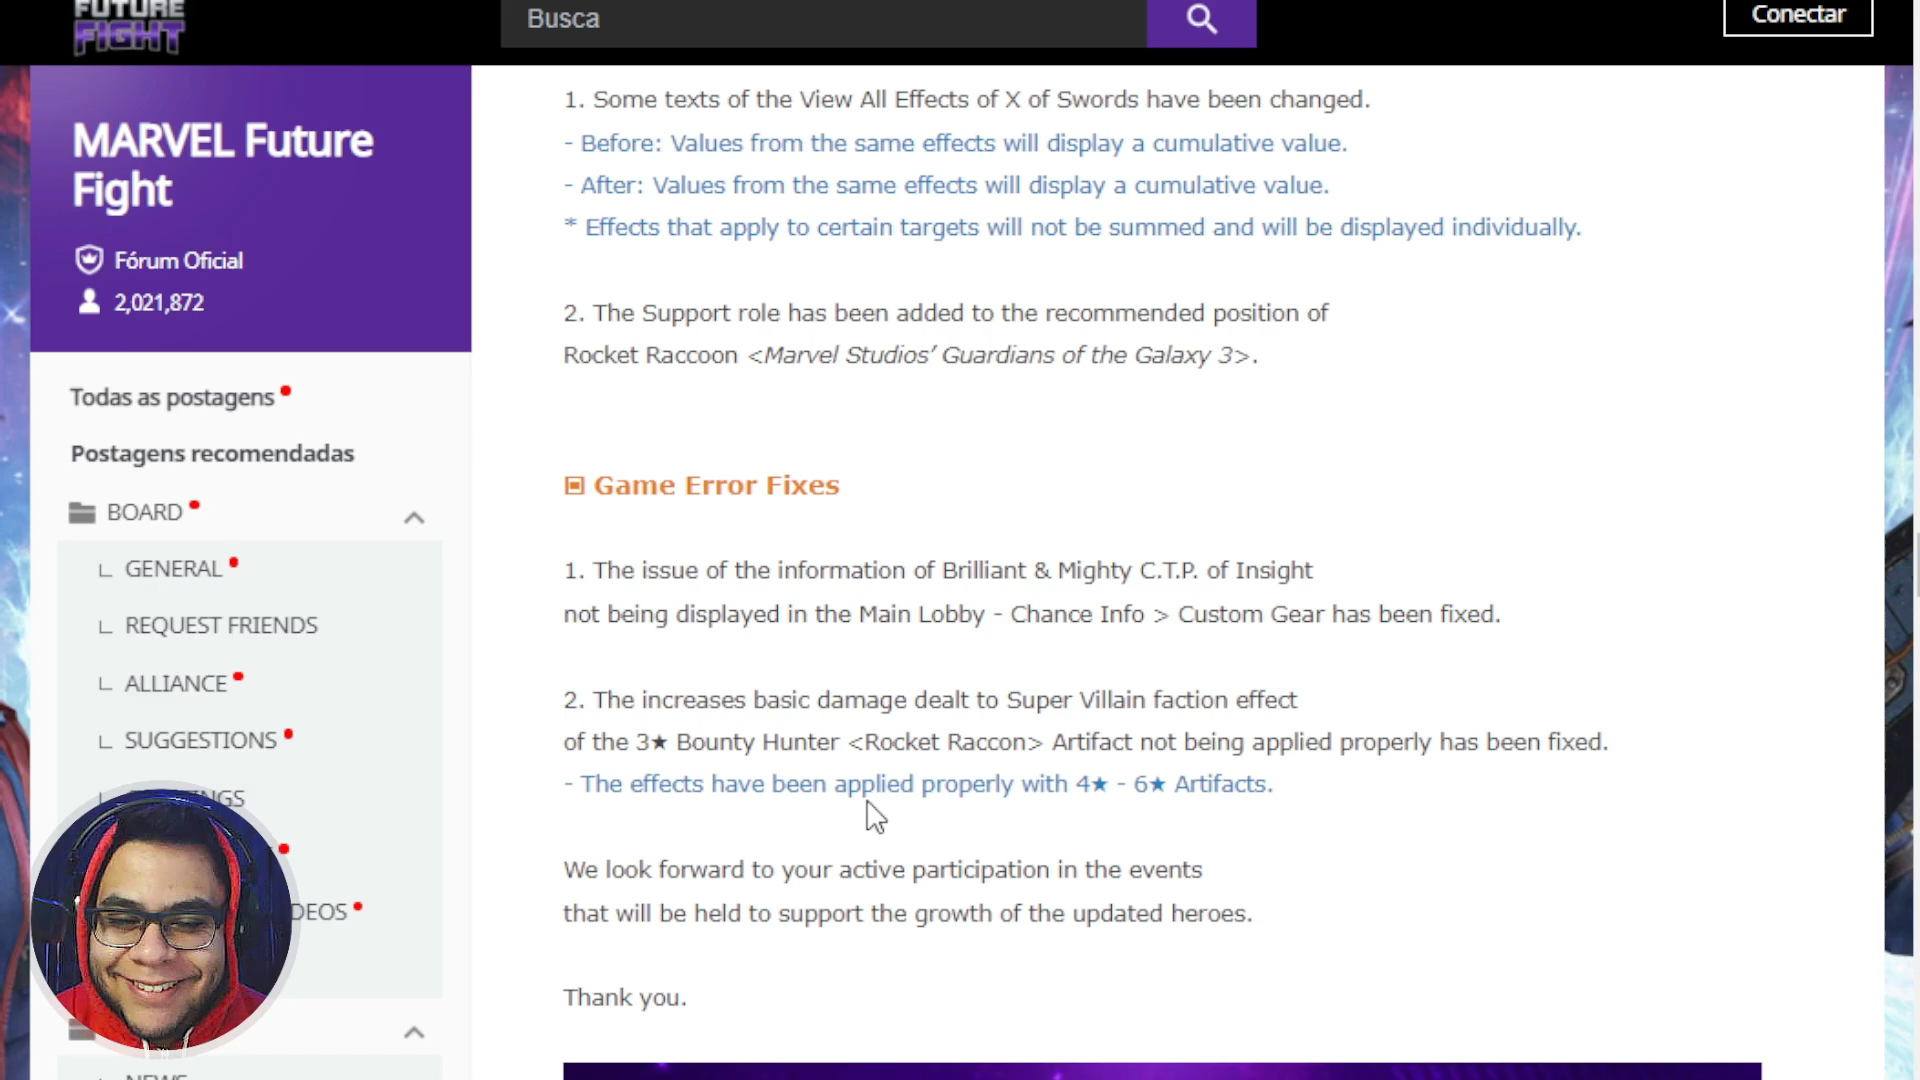 FUTURE
FIGHT
Busca
Conectar
MARVEL Future
Fight
Fórum Oficial
2,021,872
Todas as postagens
Postagens recomendadas
BOARD
GENERAL
REQUEST FRIENDS
ALLIANCE
SUGGESTIONS
DEOS
NEWS
1. Some texts of the View All Effects of X of Swords have been changed.
- Before: Values from the same effects will display a cumulative value.
- After: Values from the same effects will display a cumulative value.
* Effects that apply to certain targets will not be summed and will be displayed individually.
2. The Support role has been added to the recommended position of
Rocket Raccoon <Marvel Studios' Guardians of the Galaxy 3>.
Game Error Fixes
1. The issue of the information of Brilliant & Mighty C.T.P. of Insight
not being displayed in the Main Lobby - Chance Info > Custom Gear has been fixed.
2. The increases basic damage dealt to Super Villain faction effect
of the 3★ Bounty Hunter <Rocket Raccon> Artifact not being applied properly has been fixed.
- The effects have been applied properly with 4★ - 6★ Artifacts.
We look forward to your active participation in the events
that will be held to support the growth of the updated heroes.
Thank you.